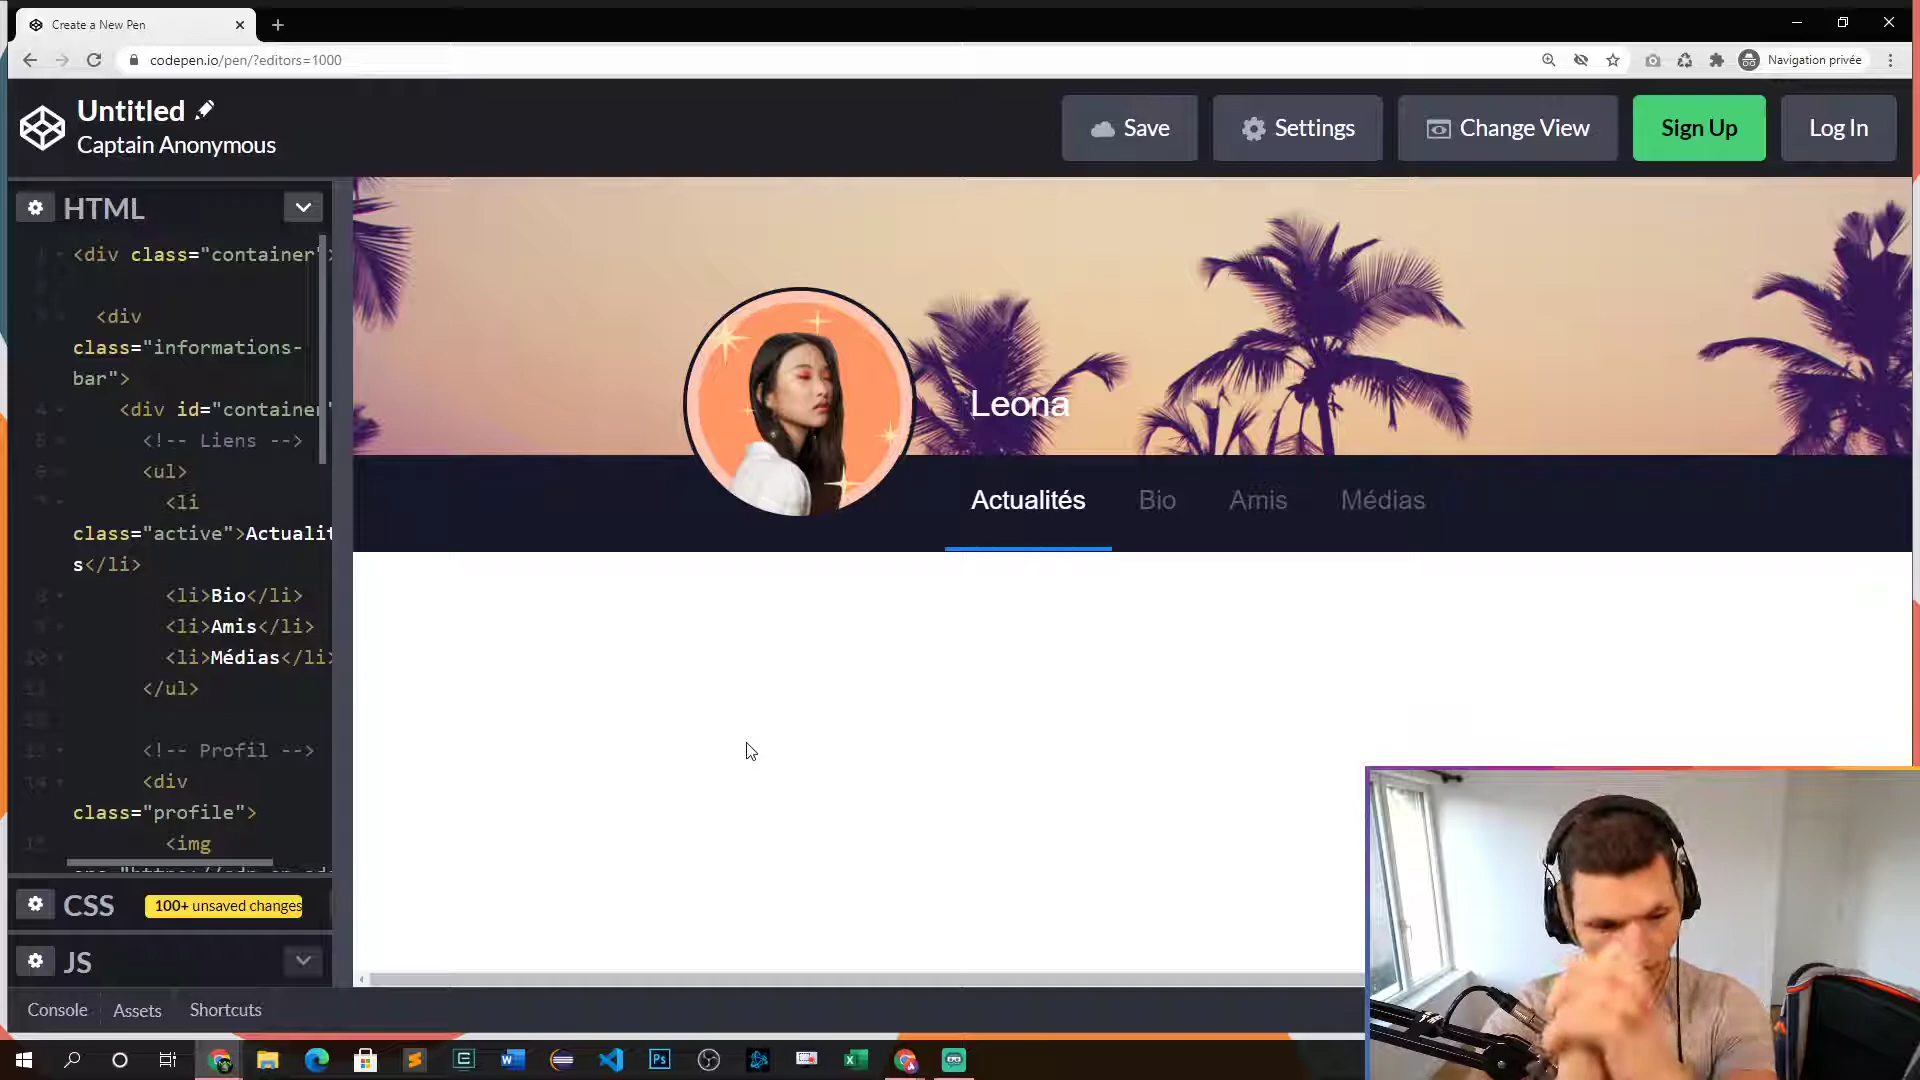 Create a New Pen
codepen.io/pen/?editors=1000
Navigation privée
Untitled
Captain Anonymous
Save
Settings
Change View
Sign Up
Log In
HTML
<div class="container">
<div
class="informations-
bar">
<div id="container"
<!-- Liens -->
<ul>
<li
class="active">Actualit
s</li>
<li>Bio</li>
<li>Amis</li>
<li>Médias</li>
</ul>
<!-- Profil -->
<div
class="profile">
<img
CSS
100+ unsaved changes
JS
Console
Assets
Shortcuts
Leona
Actualités
Bio
Amis
Médias